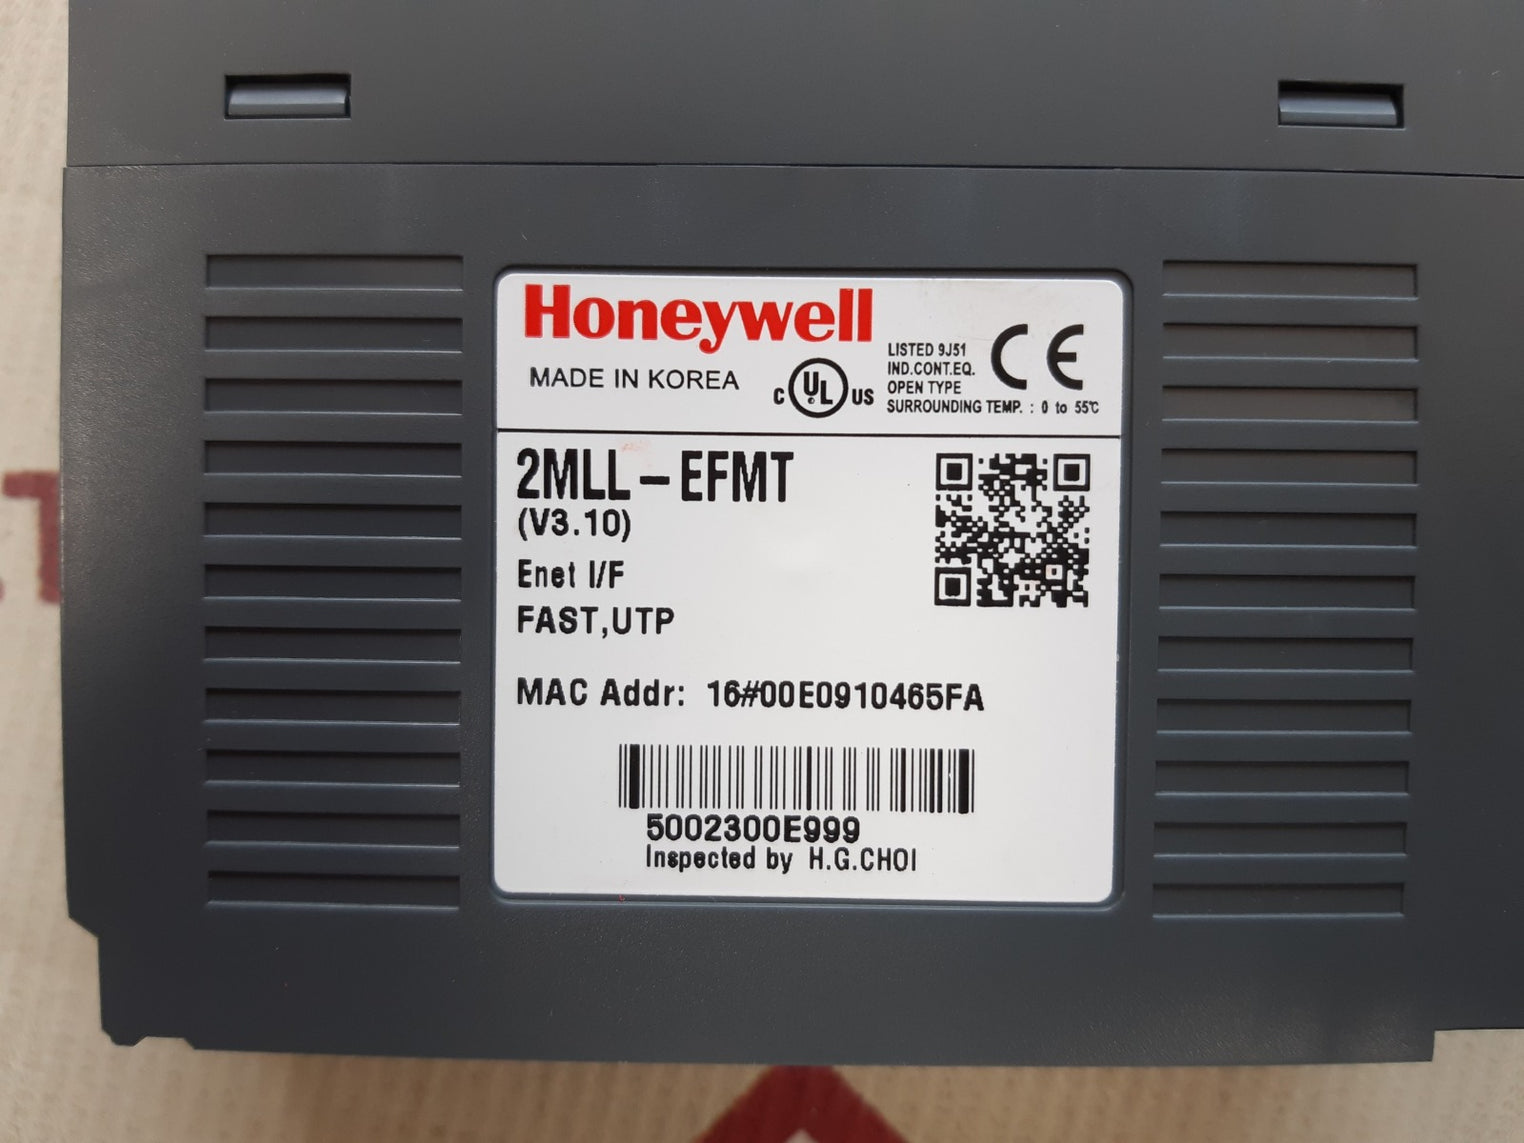 Honeywell
MADE IN KOREA
C UL US
LISTED 9J51
IND.CONT.EQ.
OPEN TYPE
SURROUNDING TEMP. : 0 to 55℃
CE
2MLL-EFMT
(V3.10)
Enet I/F
FAST,UTP
MAC Addr: 16#00E0910465FA
5002300E999
Inspected by H.G.CHOI